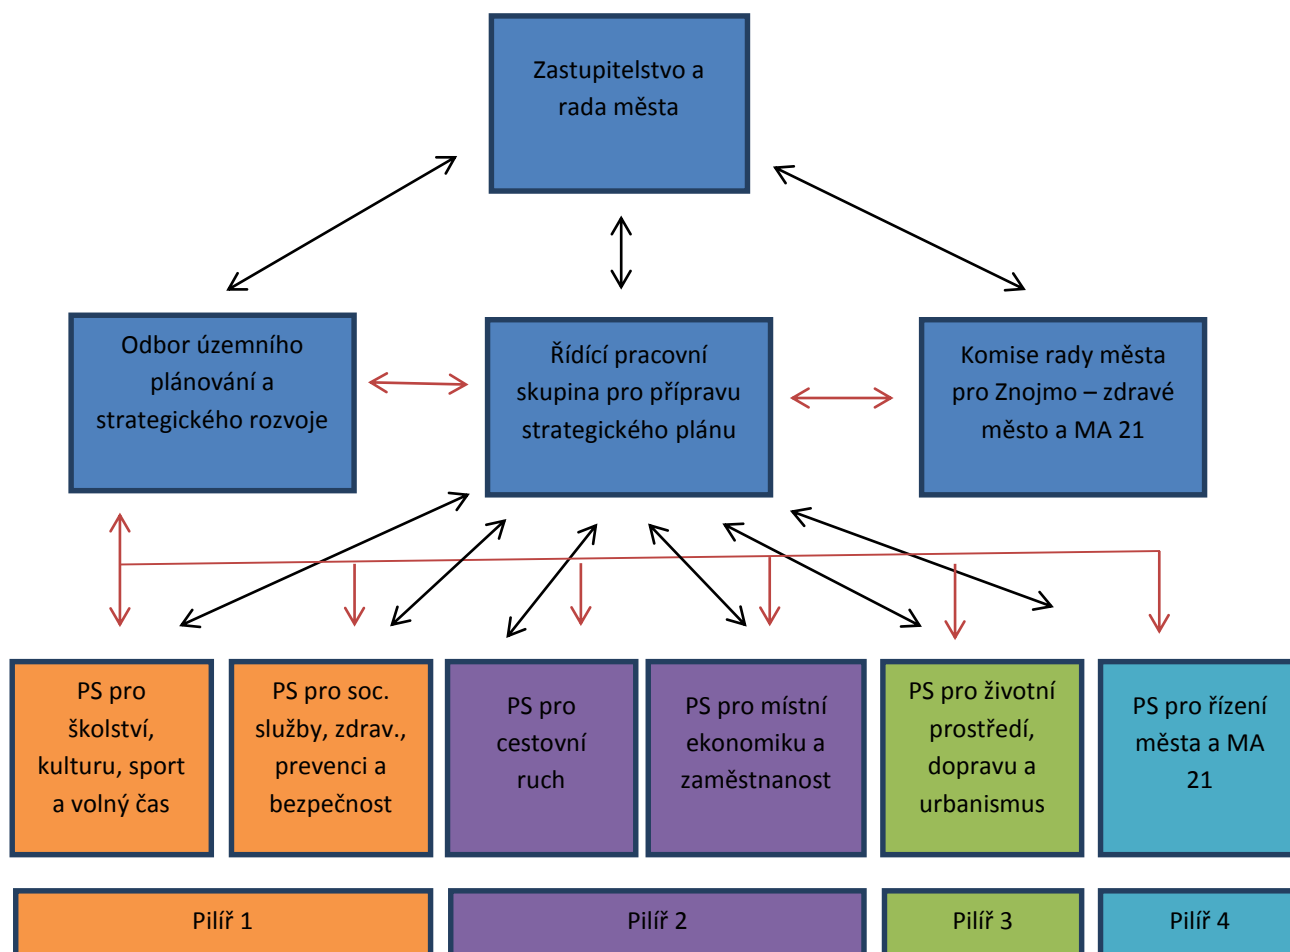 Zastupitelstvo a
rada města
Odbor územního
plánování a
strategického rozvoje
Řídící pracovní
skupina pro přípravu
strategického plánu
Komise rady města
pro Znojmo – zdravé
město a MA 21
PS pro
školství,
kulturu, sport
a volný čas
PS pro soc.
služby, zdrav.,
prevenci a
bezpečnost
PS pro
cestovní
ruch
PS pro místní
ekonomiku a
zaměstnanost
PS pro životní
prostředí,
dopravu a
urbanismus
PS pro řízení
města a MA
21
Pilíř 1
Pilíř 2
Pilíř 3
Pilíř 4